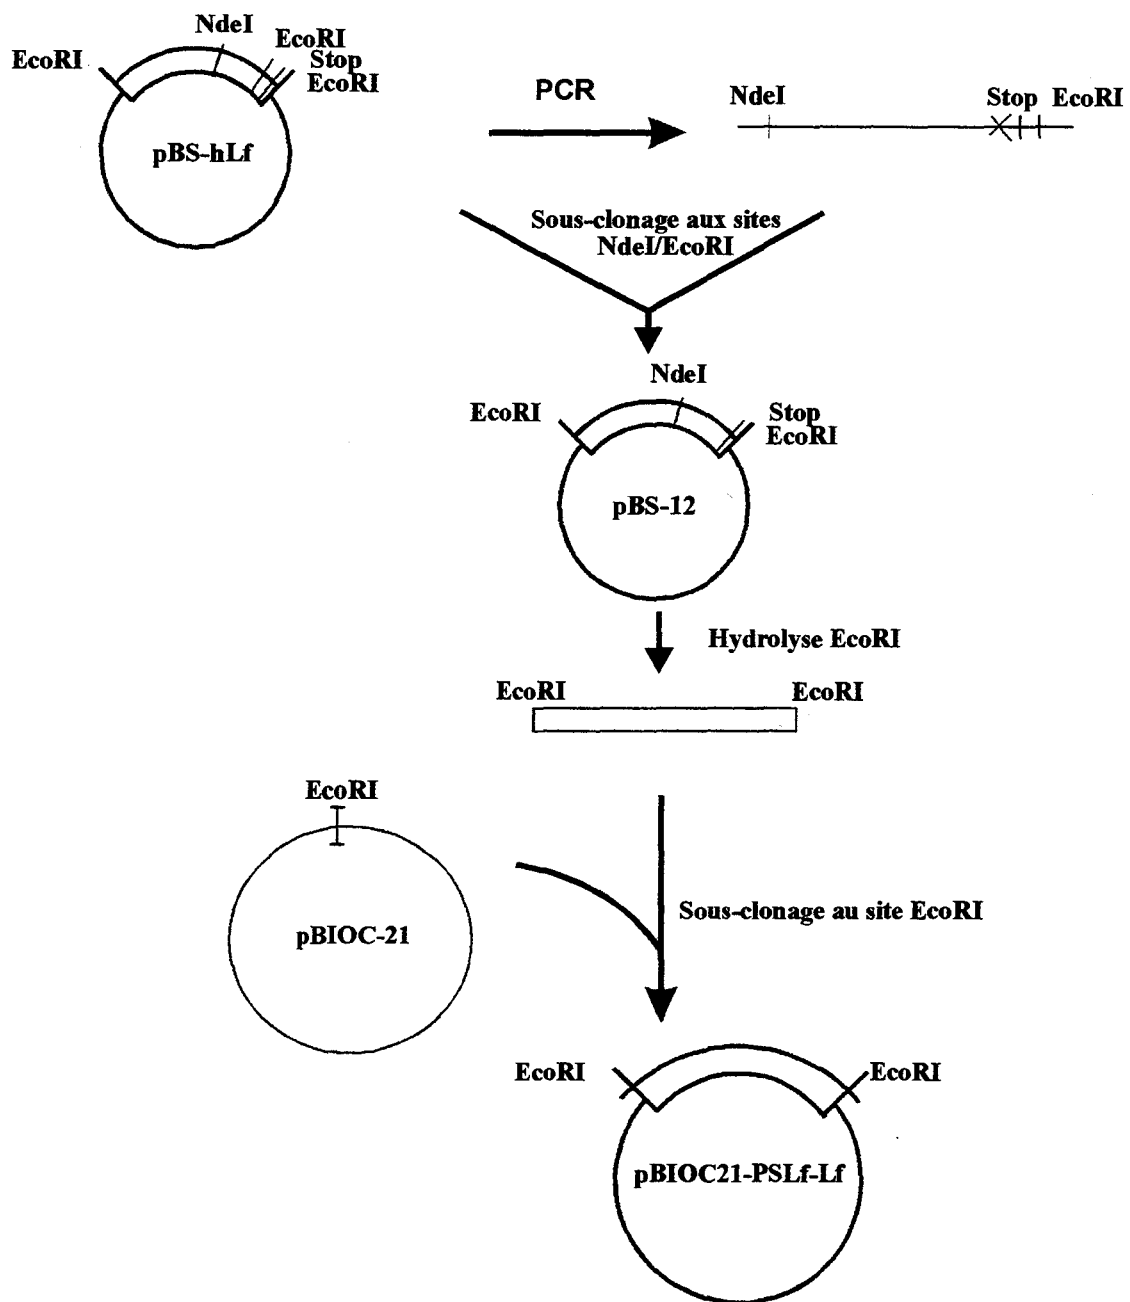 NdeI
EcoRI
EcoRI
Stop
EcoRI
pBS-hLf
PCR
NdeI
Stop
EcoRI
Sous-clonage aux sites
NdeI/EcoRI
NdeI
EcoRI
Stop
EcoRI
pBS-12
Hydrolyse EcoRI
EcoRI
EcoRI
EcoRI
pBIOC-21
Sous-clonage au site EcoRI
EcoRI
EcoRI
pBIOC21-PSLf-Lf